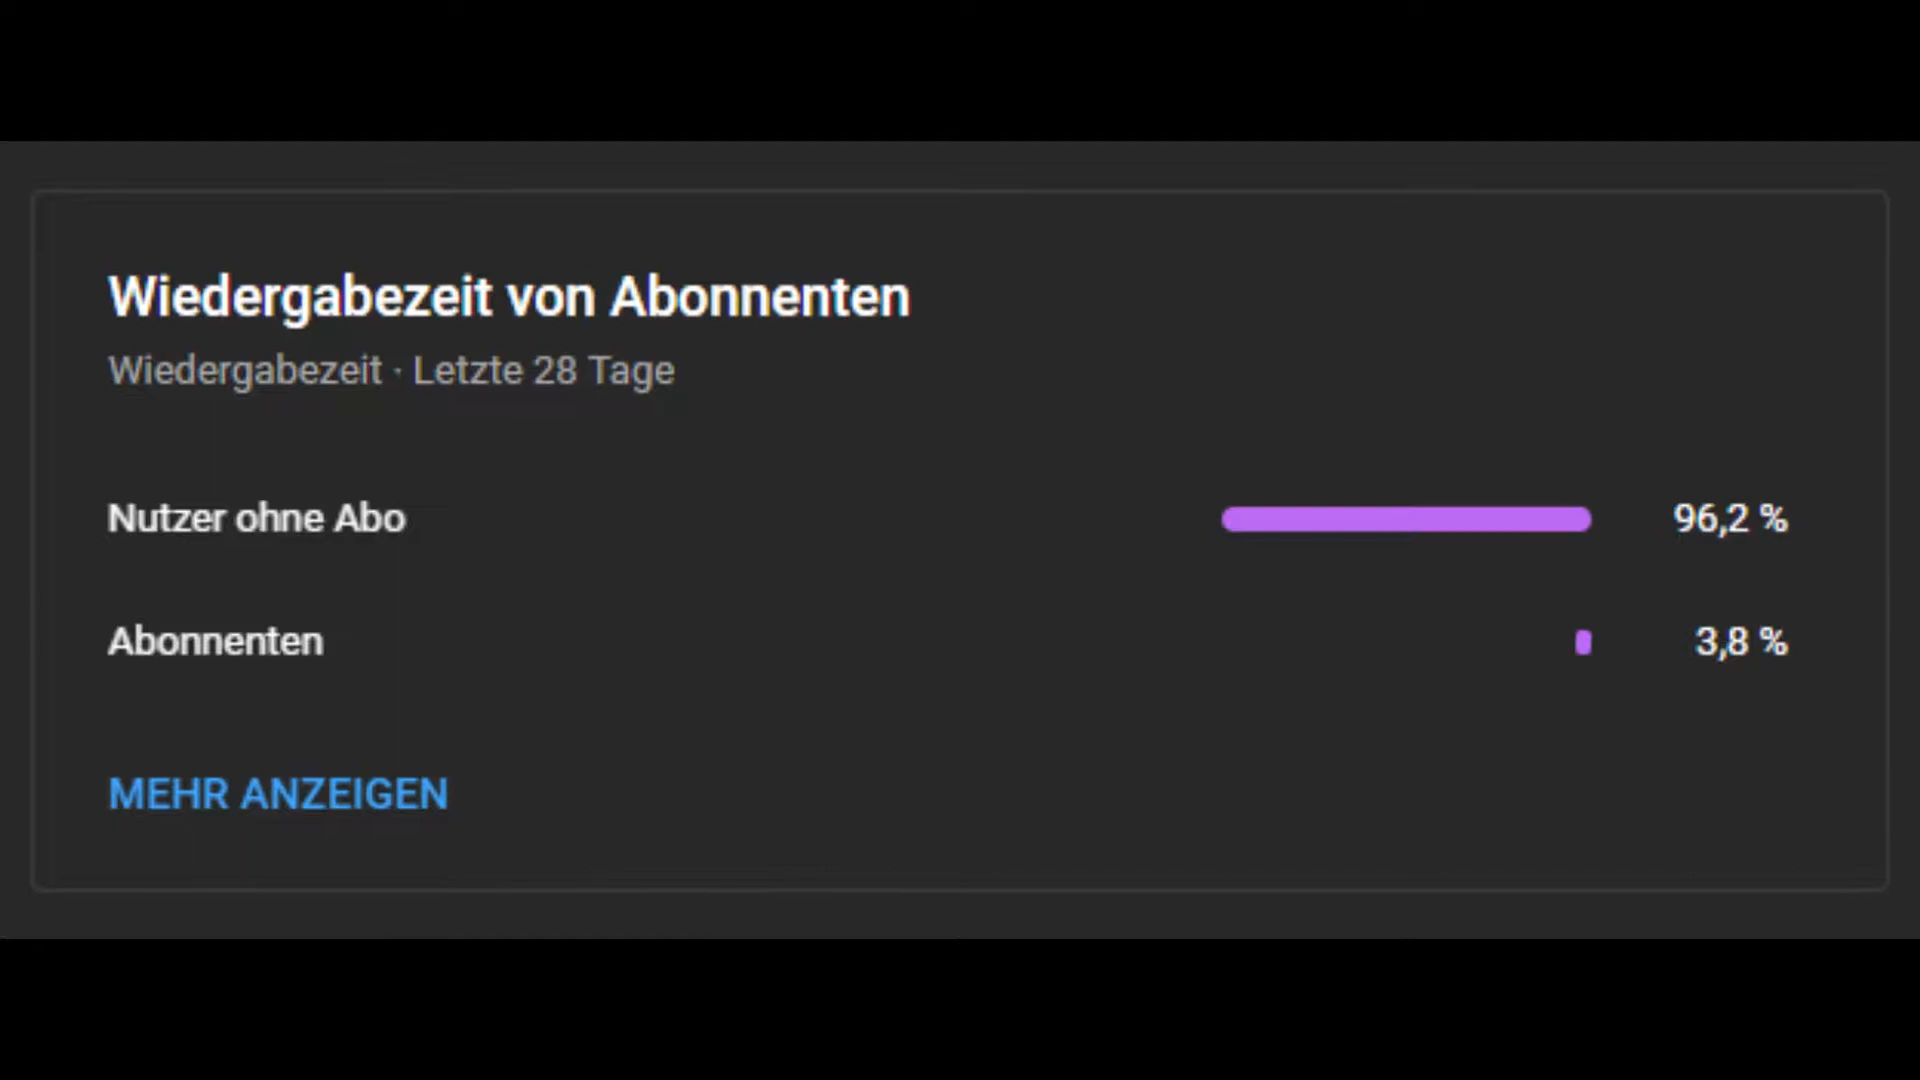 Wiedergabezeit von Abonnenten
Wiedergabezeit · Letzte 28 Tage
Nutzer ohne Abo 96,2 %
Abonnenten 3,8 %
MEHR ANZEIGEN